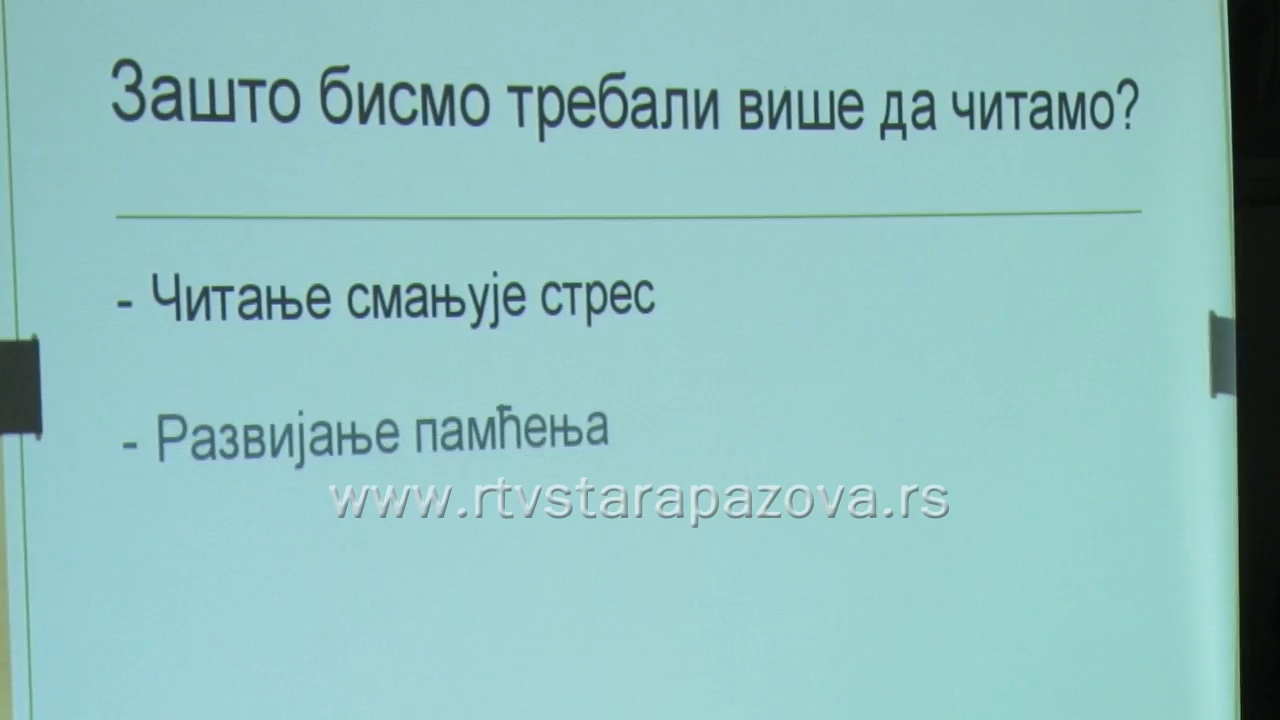 Зашто бисмо требали више да читамо?
- Читање смањује стрес
- Развијање памћења
www.rtvstarapazova.rs